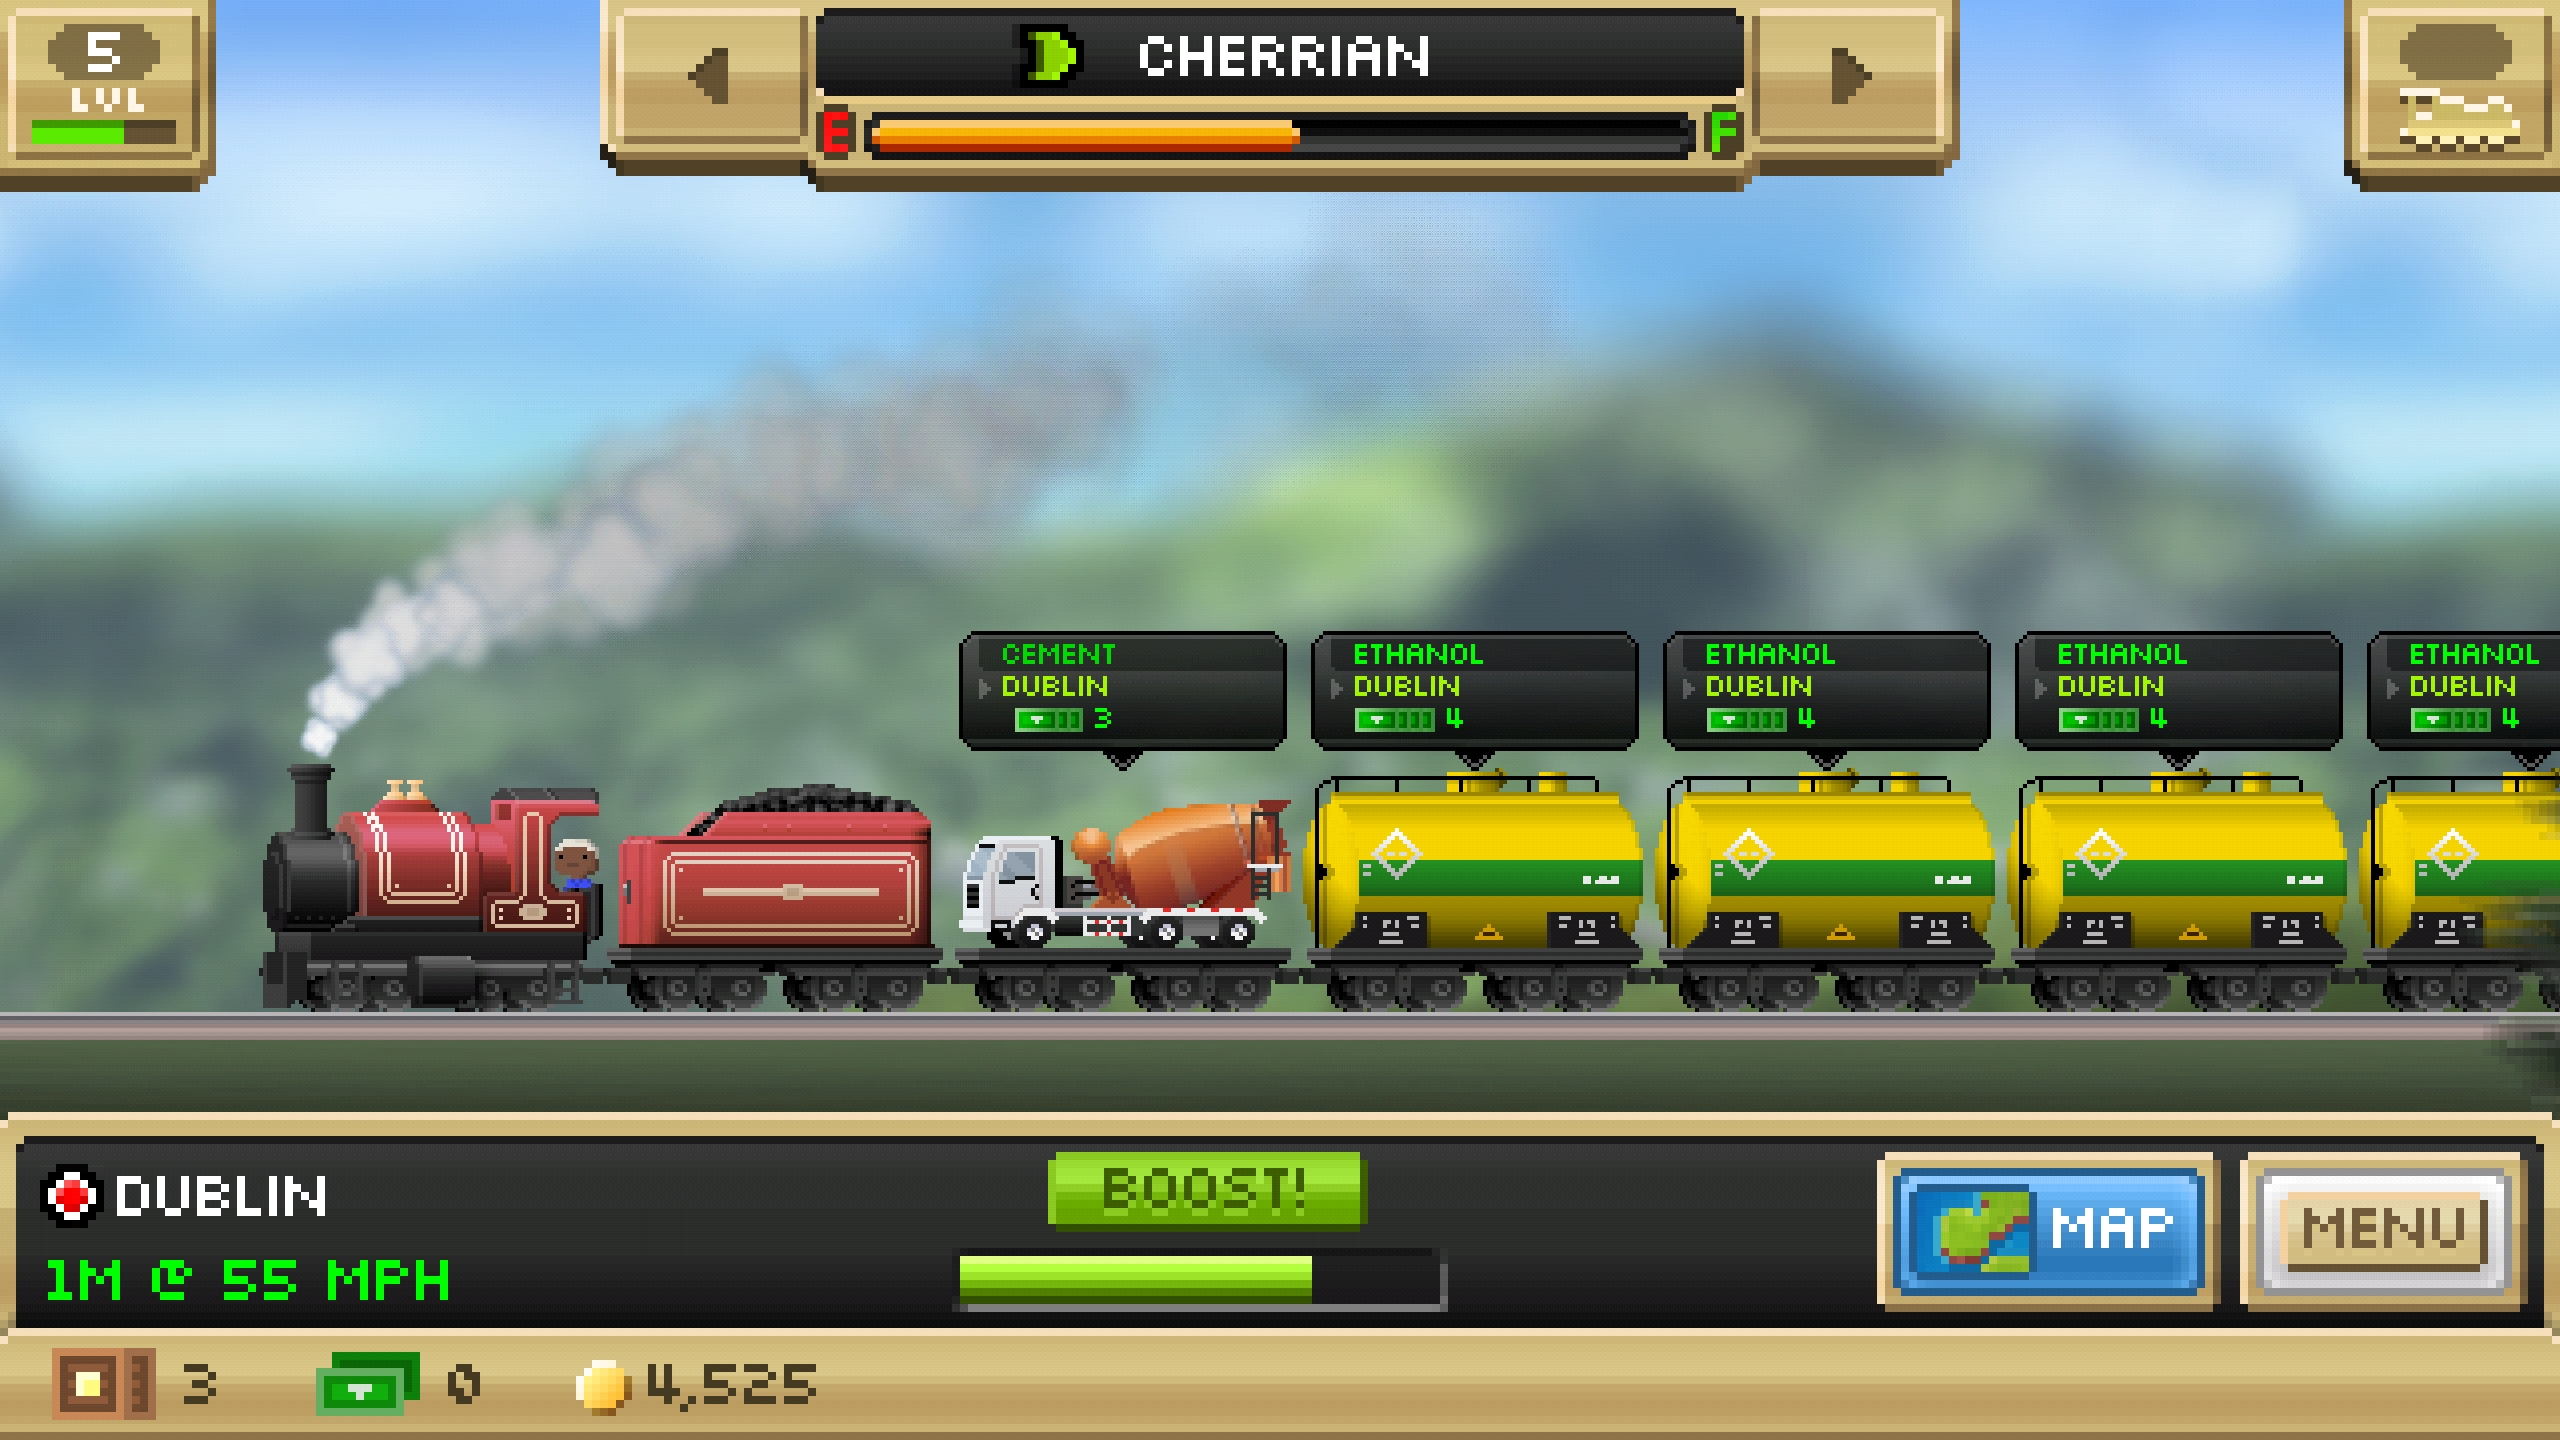 5
LVL
CHERRIAN
E F
CEMENT
DUBLIN
3
ETHANOL
DUBLIN
4
ETHANOL
DUBLIN
4
ETHANOL
DUBLIN
4
ETHANOL
DUBLIN
4
DUBLIN
1M @ 55 MPH
BOOST!
MAP
MENU
3
0
4,525